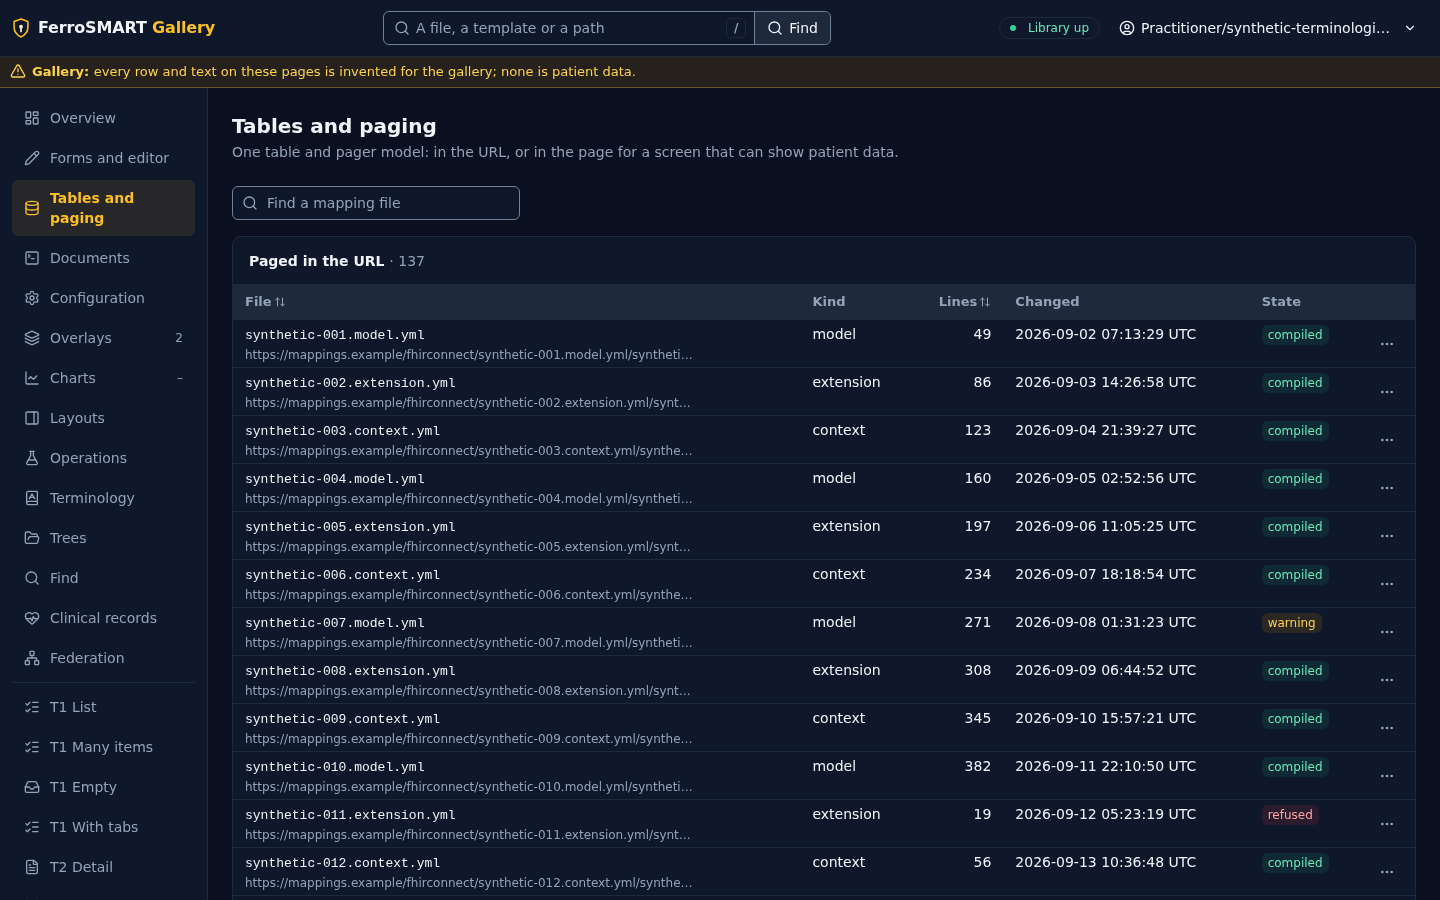 FerroSMART Gallery
A file, a template or a path
/
Find
Library up
Practitioner/synthetic-terminologi…
Gallery: every row and text on these pages is invented for the gallery; none is patient data.
Overview
Forms and editor
Tables and
paging
Documents
Configuration
Overlays 2
Charts –
Layouts
Operations
Terminology
Trees
Find
Clinical records
Federation
T1 List
T1 Many items
T1 Empty
T1 With tabs
T2 Detail
Tables and paging
One table and pager model: in the URL, or in the page for a screen that can show patient data.
Find a mapping file
Paged in the URL · 137
File Kind Lines Changed State
synthetic-001.model.yml model 49 2026-09-02 07:13:29 UTC compiled
https://mappings.example/fhirconnect/synthetic-001.model.yml/syntheti…
synthetic-002.extension.yml extension 86 2026-09-03 14:26:58 UTC compiled
https://mappings.example/fhirconnect/synthetic-002.extension.yml/synt…
synthetic-003.context.yml context 123 2026-09-04 21:39:27 UTC compiled
https://mappings.example/fhirconnect/synthetic-003.context.yml/synthe…
synthetic-004.model.yml model 160 2026-09-05 02:52:56 UTC compiled
https://mappings.example/fhirconnect/synthetic-004.model.yml/syntheti…
synthetic-005.extension.yml extension 197 2026-09-06 11:05:25 UTC compiled
https://mappings.example/fhirconnect/synthetic-005.extension.yml/synt…
synthetic-006.context.yml context 234 2026-09-07 18:18:54 UTC compiled
https://mappings.example/fhirconnect/synthetic-006.context.yml/synthe…
synthetic-007.model.yml model 271 2026-09-08 01:31:23 UTC warning
https://mappings.example/fhirconnect/synthetic-007.model.yml/syntheti…
synthetic-008.extension.yml extension 308 2026-09-09 06:44:52 UTC compiled
https://mappings.example/fhirconnect/synthetic-008.extension.yml/synt…
synthetic-009.context.yml context 345 2026-09-10 15:57:21 UTC compiled
https://mappings.example/fhirconnect/synthetic-009.context.yml/synthe…
synthetic-010.model.yml model 382 2026-09-11 22:10:50 UTC compiled
https://mappings.example/fhirconnect/synthetic-010.model.yml/syntheti…
synthetic-011.extension.yml extension 19 2026-09-12 05:23:19 UTC refused
https://mappings.example/fhirconnect/synthetic-011.extension.yml/synt…
synthetic-012.context.yml context 56 2026-09-13 10:36:48 UTC compiled
https://mappings.example/fhirconnect/synthetic-012.context.yml/synthe…